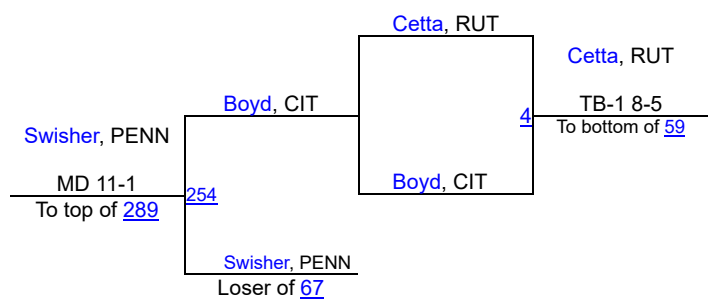 Cetta, RUT
Cetta, RUT
Boyd, CIT
4
TB-1 8-5
To bottom of 59
Swisher, PENN
MD 11-1
254
Boyd, CIT
To top of 289
Swisher, PENN
Loser of 67